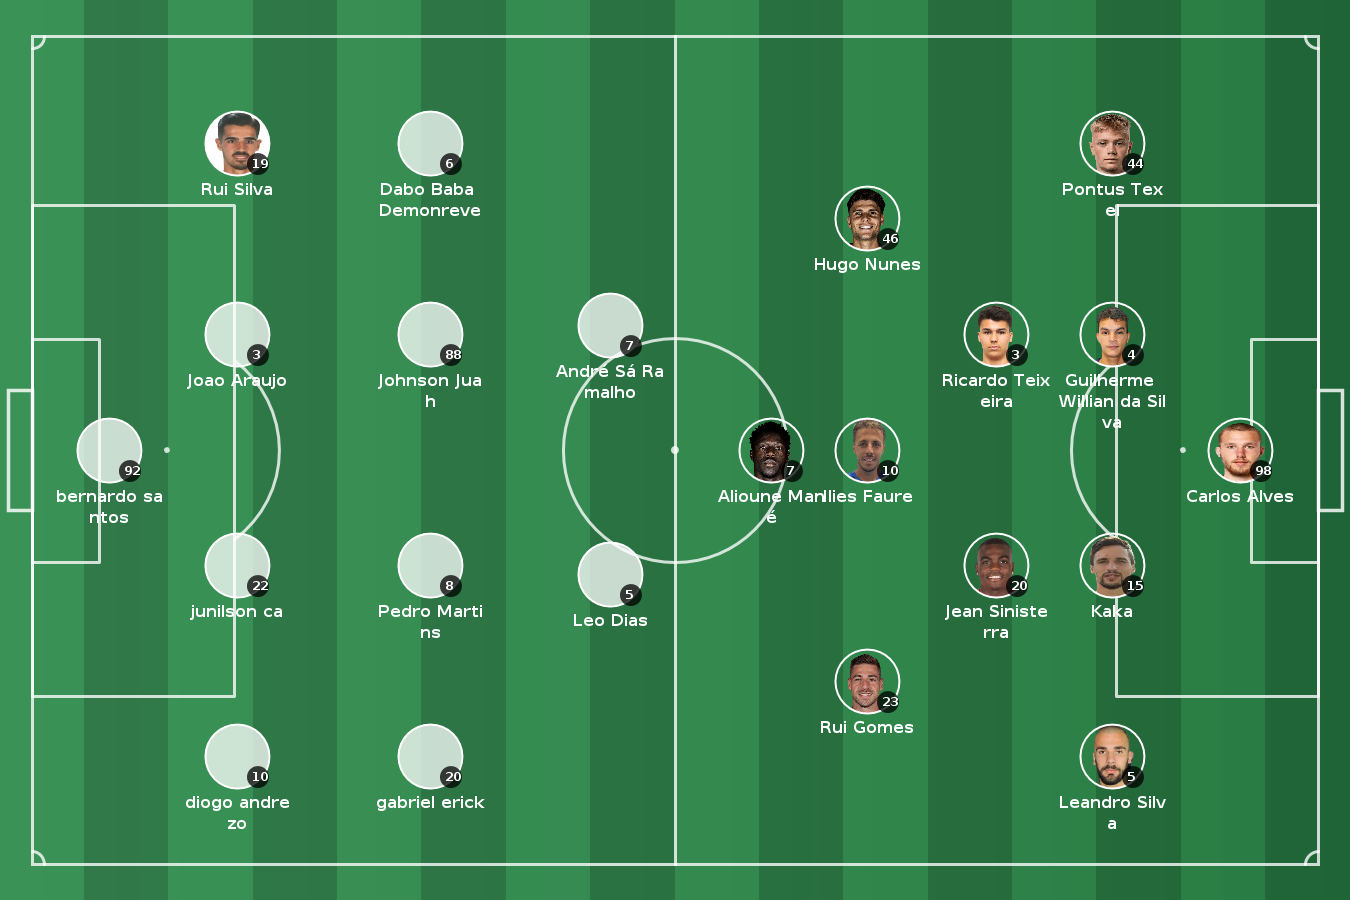 19
Rui Silva
6
Dabo Baba
Demonreve
44
Pontus Tex
el
46
Hugo Nunes
3
Joao Araujo
88
Johnson Jua
h
7
André Sá Ra
malho
3
Ricardo Teix
eira
4
Guilherme
Willian da Sil
va
92
bernardo sa
ntos
7
Alioune Man
é
10
Ilies Faure
98
Carlos Alves
22
junilson ca
8
Pedro Marti
ns
5
Leo Dias
20
Jean Siniste
rra
15
Kaka
23
Rui Gomes
10
diogo andre
zo
20
gabriel erick
5
Leandro Silv
a